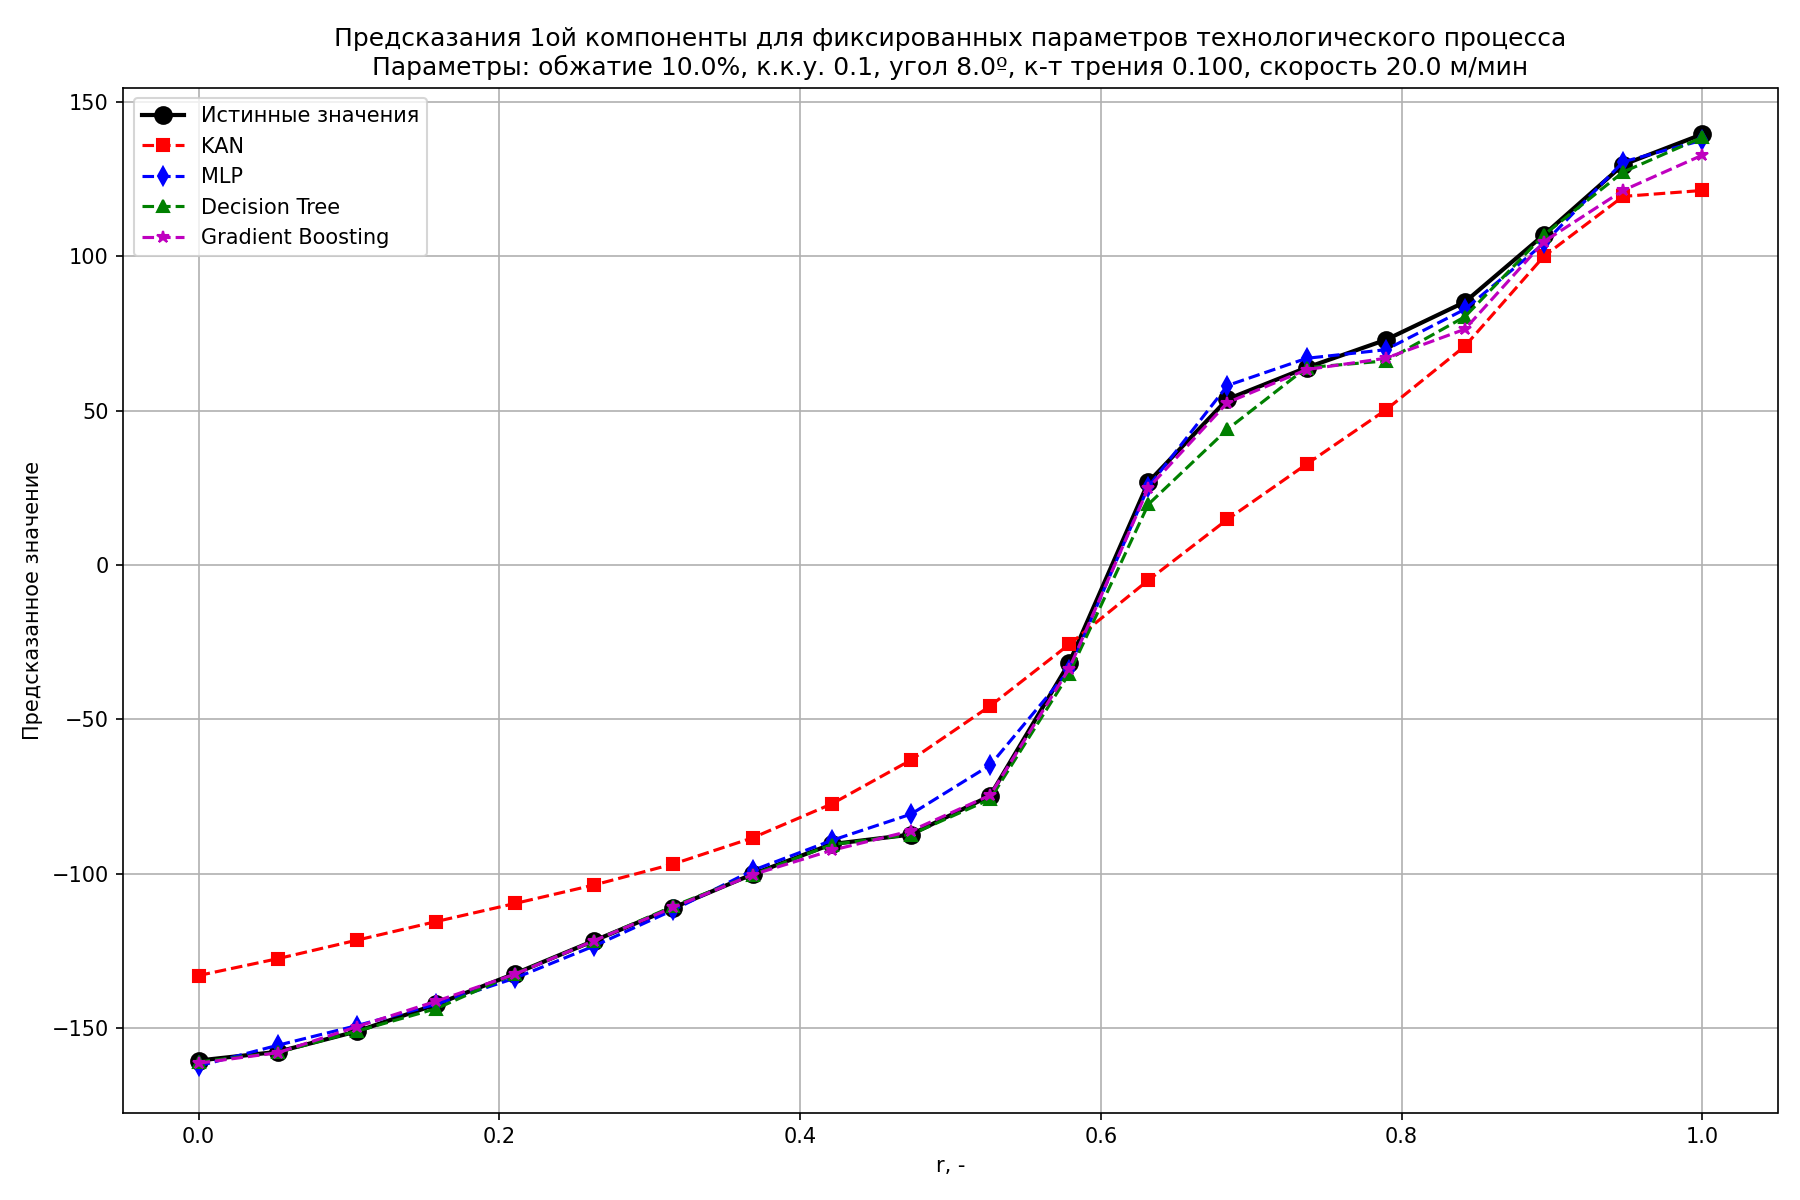 Предсказания 1ой компоненты для фиксированных параметров технологического процесса
Параметры: обжатие 10.0%, к.к.у. 0.1, угол 8.0º, к-т трения 0.100, скорость 20.0 м/мин
Истинные значения
KAN
MLP
Decision Tree
Gradient Boosting
Предсказанное значение
150
100
50
0
−50
−100
−150
0.0
0.2
0.4
0.6
0.8
1.0
r, -